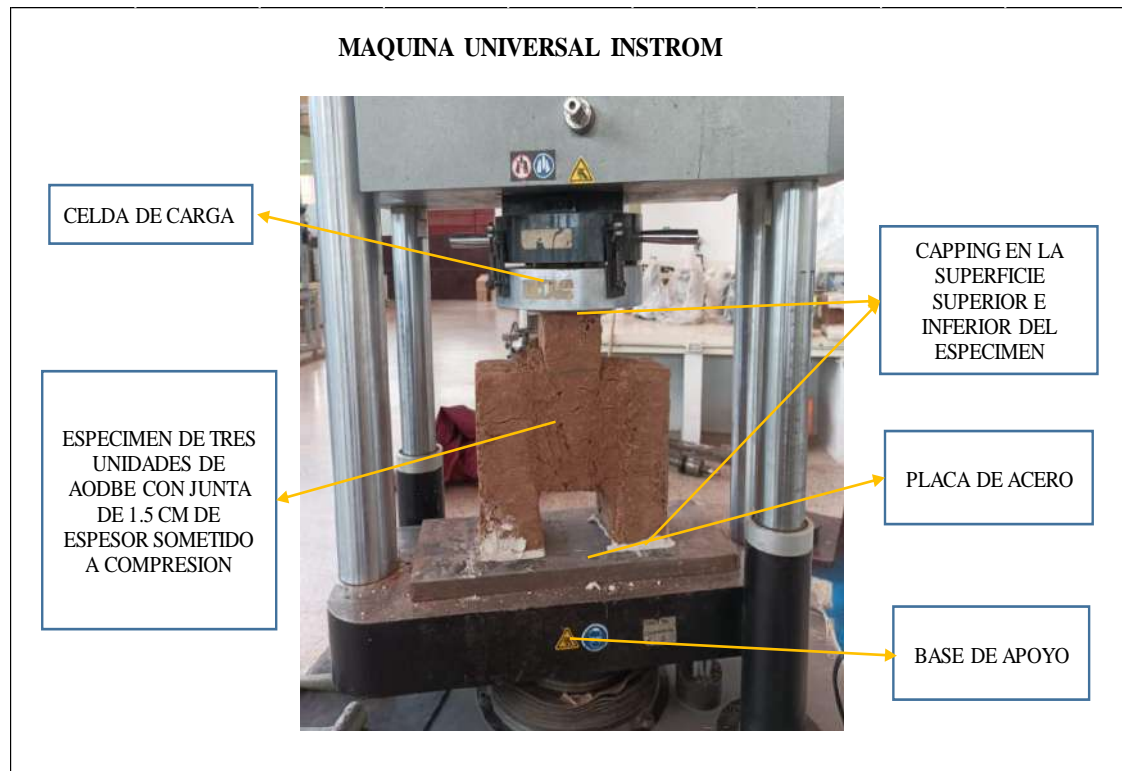 MAQUINA UNIVERSAL INSTROM
CELDA DE CARGA
CAPPING EN LA
SUPERFICIE
SUPERIOR E
INFERIOR DEL
ESPECIMEN
ESPECIMEN DE TRES
UNIDADES DE
AODBE CON JUNTA
DE 1.5 CM DE
ESPESOR SOMETIDO
A COMPRESION
PLACA DE ACERO
BASE DE APOYO